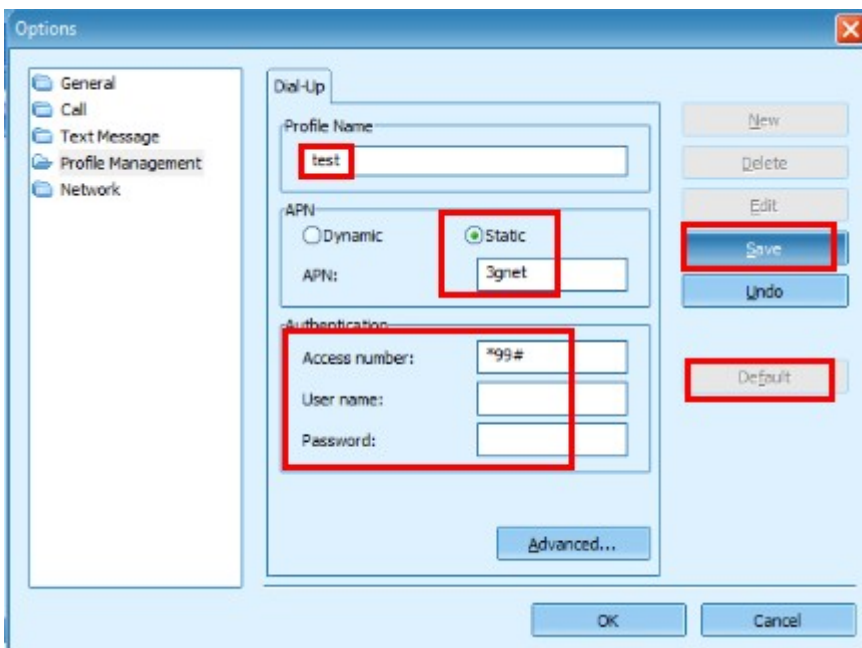 Options
General
Call
Text Message
Profile Management
Network
Dial-Up
Profile Name
test
APN
Dynamic
Static
APN:
3gnet
Authentication
Access number:
*99#
User name:
Password:
Advanced...
New
Delete
Edit
Save
Undo
Default
OK
Cancel